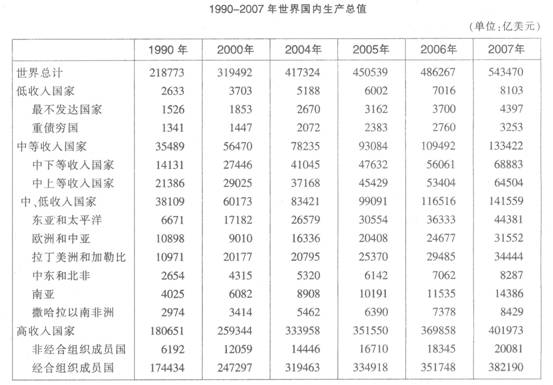 1990-2007年世界国内生产总值
(单位:亿美元)
1990年 2000年 2004年 2005年 2006年 2007年
世界总计 218773 319492 417324 450539 486267 543470
低收入国家 2633 3703 5188 6002 7016 8103
最不发达国家 1526 1853 2670 3162 3700 4397
重债穷国 1341 1447 2072 2383 2760 3253
中等收入国家 35489 56470 78235 93084 109492 133422
中下等收入国家 14131 27446 41045 47632 56061 68883
中上等收入国家 21386 29025 37168 45429 53404 64504
中、低收入国家 38109 60173 83421 99091 116516 141559
东亚和太平洋 6671 17182 26579 30554 36333 44381
欧洲和中亚 10898 9010 16336 20408 24677 31552
拉丁美洲和加勒比 10971 20177 20795 25370 29485 34444
中东和北非 2654 4315 5320 6142 7062 8287
南亚 4025 6082 8908 10191 11535 14386
撒哈拉以南非洲 2974 3414 5462 6390 7378 8429
高收入国家 180651 259344 333958 351550 369858 401973
非经合组织成员国 6192 12059 14446 16710 18345 20081
经合组织成员国 174434 247297 319463 334918 351748 382190